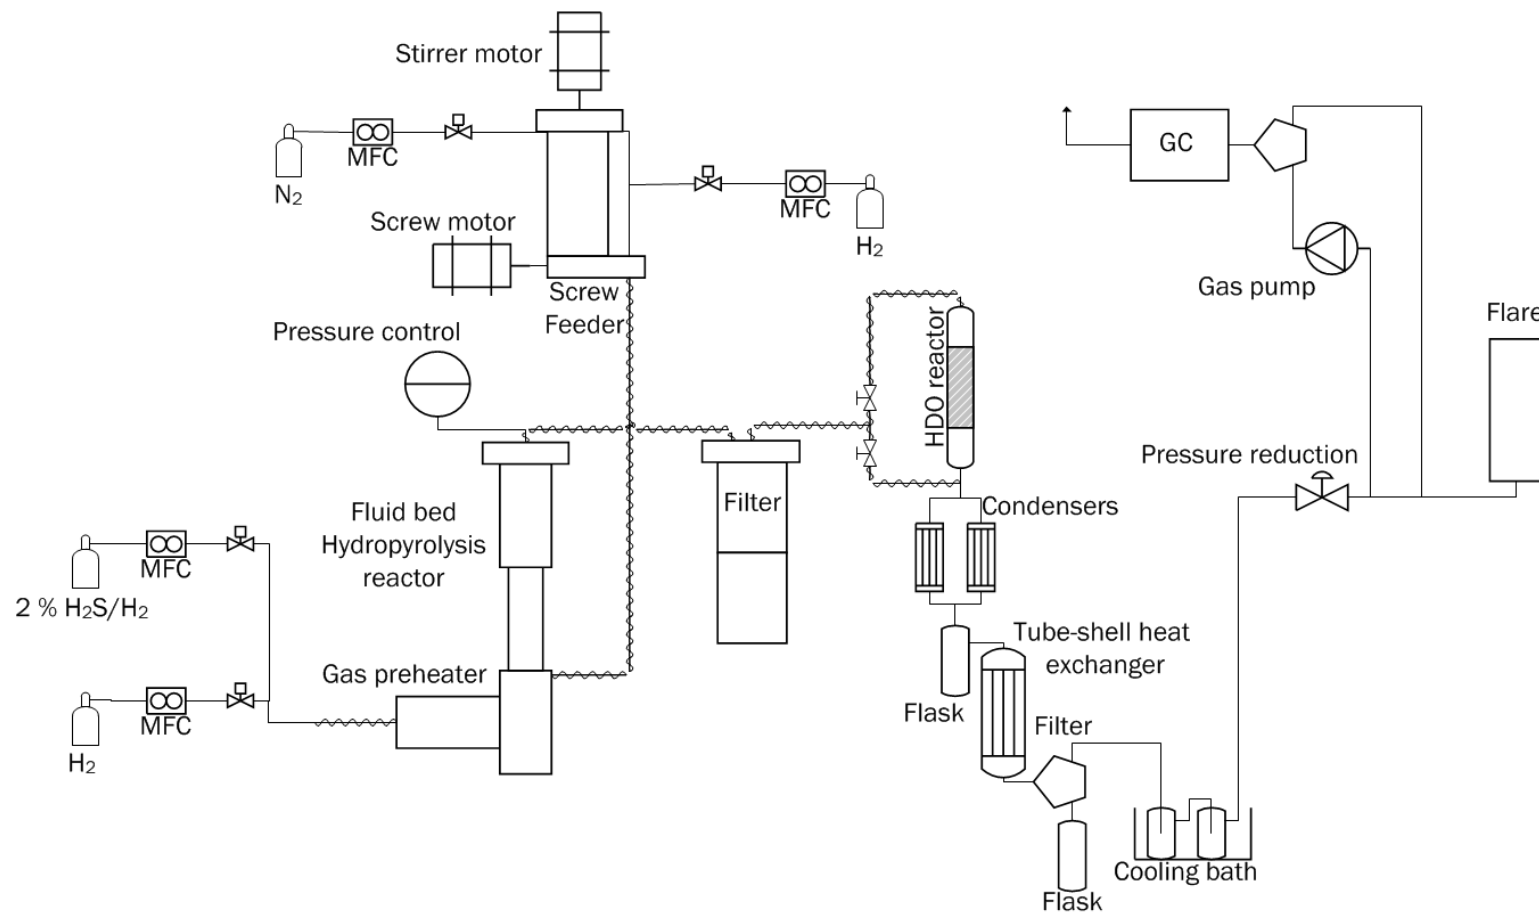 Stirrer motor
MFC
N₂
GC
MFC
H₂
Screw motor
Screw
Feeder
Gas pump
Flare
Pressure control
HDO reactor
Pressure reduction
Fluid bed
Hydropyrolysis
reactor
Filter
Condensers
MFC
2 % H₂S/H₂
Tube-shell heat
exchanger
Gas preheater
Flask
Filter
MFC
H₂
Cooling bath
Flask